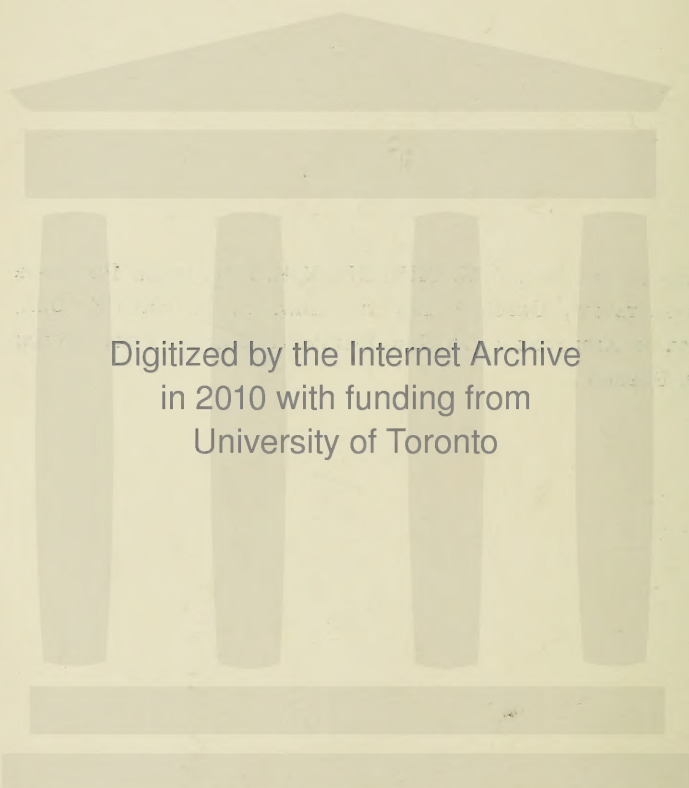 Digitized by the Internet Archive
in 2010 with funding from
University of Toronto